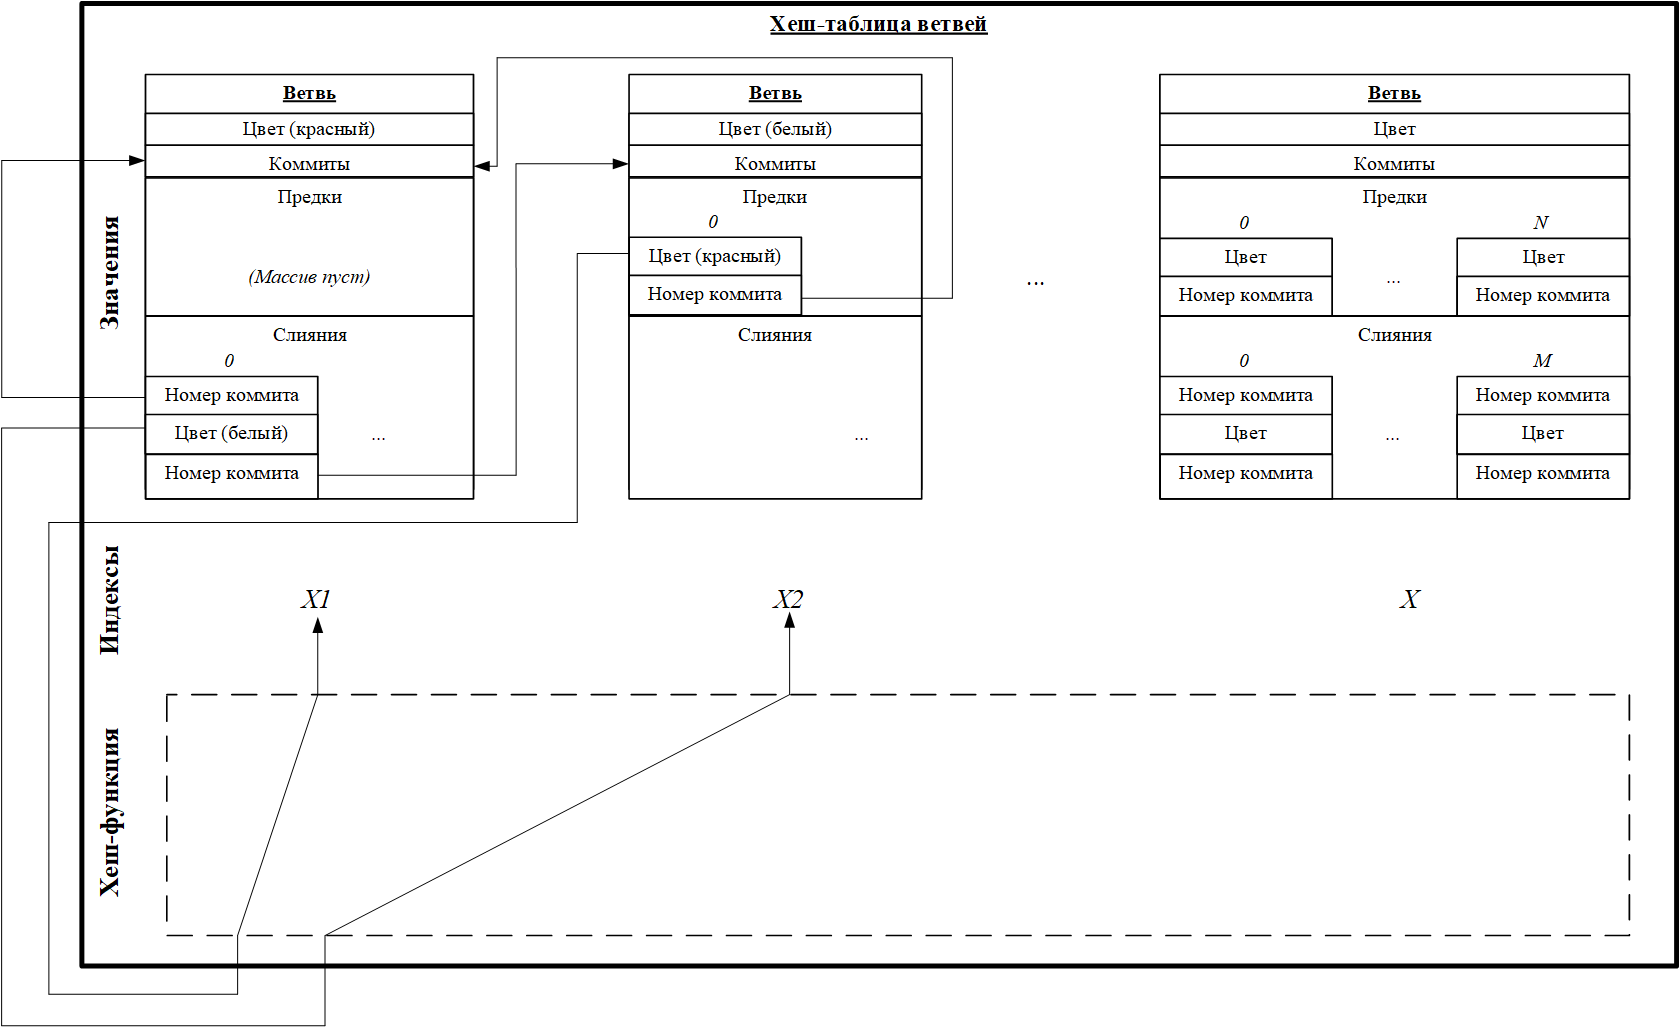 Хеш-таблица ветвей
Значения
Ветвь
Цвет (красный)
Коммиты
Предки
(Массив пуст)
Слияния
0
Номер коммита
Цвет (белый)
...
Номер коммита
Ветвь
Цвет (белый)
Коммиты
Предки
0
Цвет (красный)
Номер коммита
Слияния
...
...
Ветвь
Цвет
Коммиты
Предки
0
N
Цвет
...
Цвет
Номер коммита
Номер коммита
Слияния
0
M
Номер коммита
Номер коммита
Цвет
...
Цвет
Номер коммита
Номер коммита
Индексы
X1
X2
X
Хеш-функция